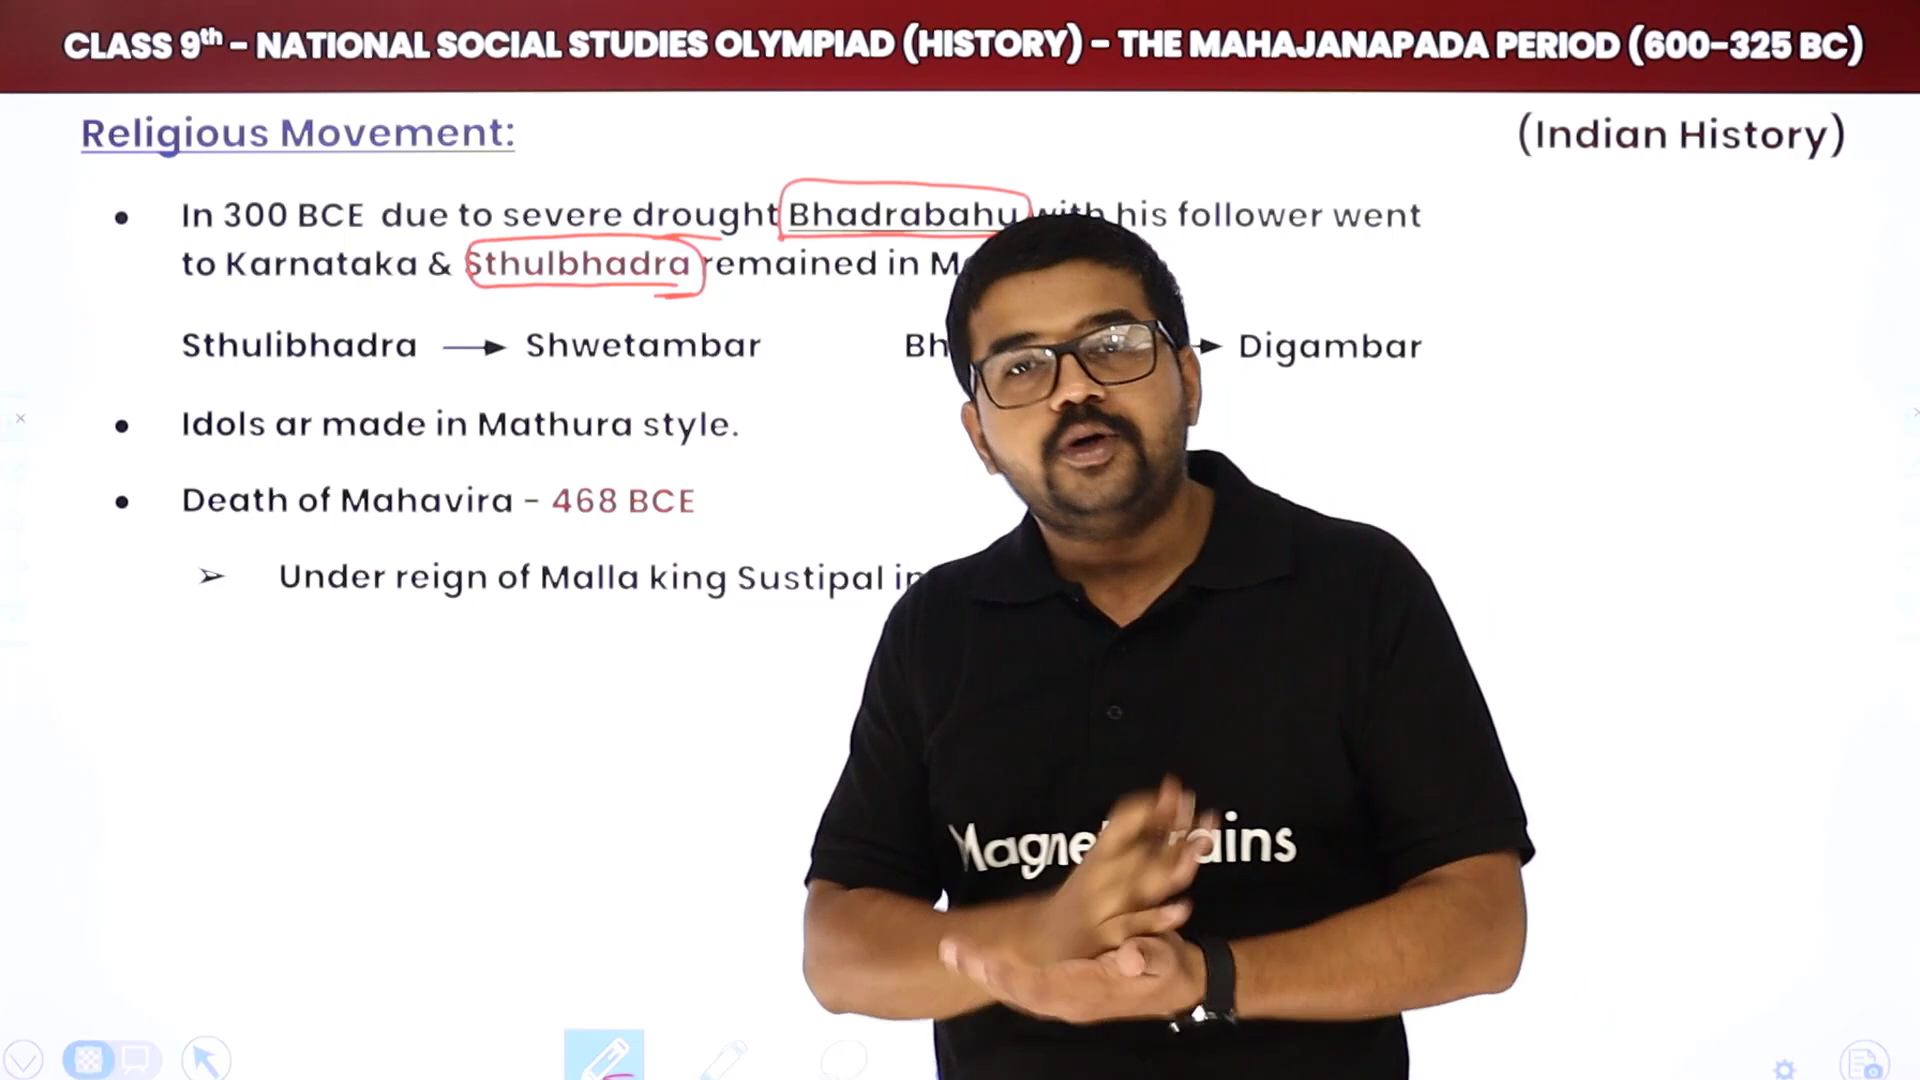 CLASS 9th - NATIONAL SOCIAL STUDIES OLYMPIAD (HISTORY) - THE MAHAJANAPADA PERIOD (600-325 BC)
Religious Movement:
(Indian History)
• In 300 BCE due to severe drought Bhadrabahu with his follower went
to Karnataka & Sthulbhadra remained in
Sthulibhadra → Shwetambar → Digambar
• Idols ar made in Mathura style.
• Death of Mahavira - 468 BCE
➢ Under reign of Malla king Sustipal in